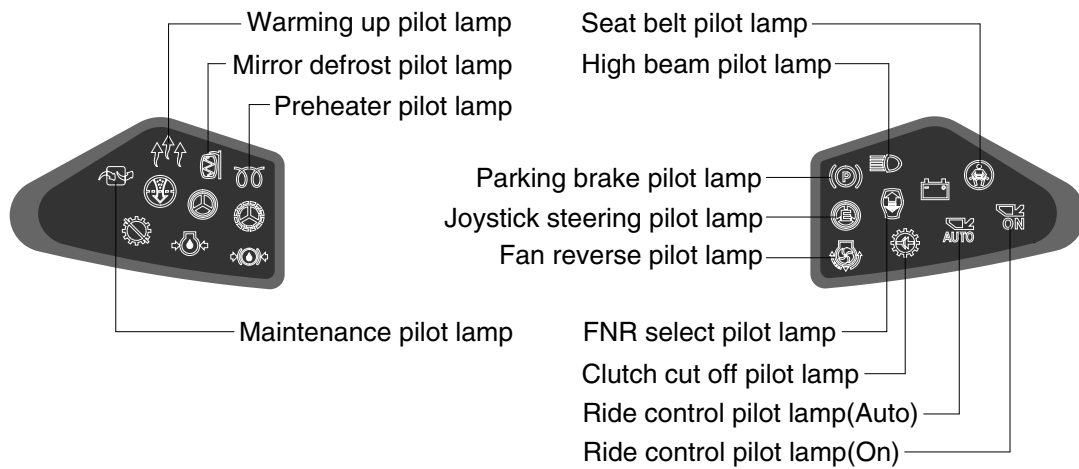 Warming up pilot lamp
Mirror defrost pilot lamp
Preheater pilot lamp
Maintenance pilot lamp
Seat belt pilot lamp
High beam pilot lamp
Parking brake pilot lamp
Joystick steering pilot lamp
Fan reverse pilot lamp
P
AUTO
ON
FNR select pilot lamp
Clutch cut off pilot lamp
Ride control pilot lamp(Auto)
Ride control pilot lamp(On)